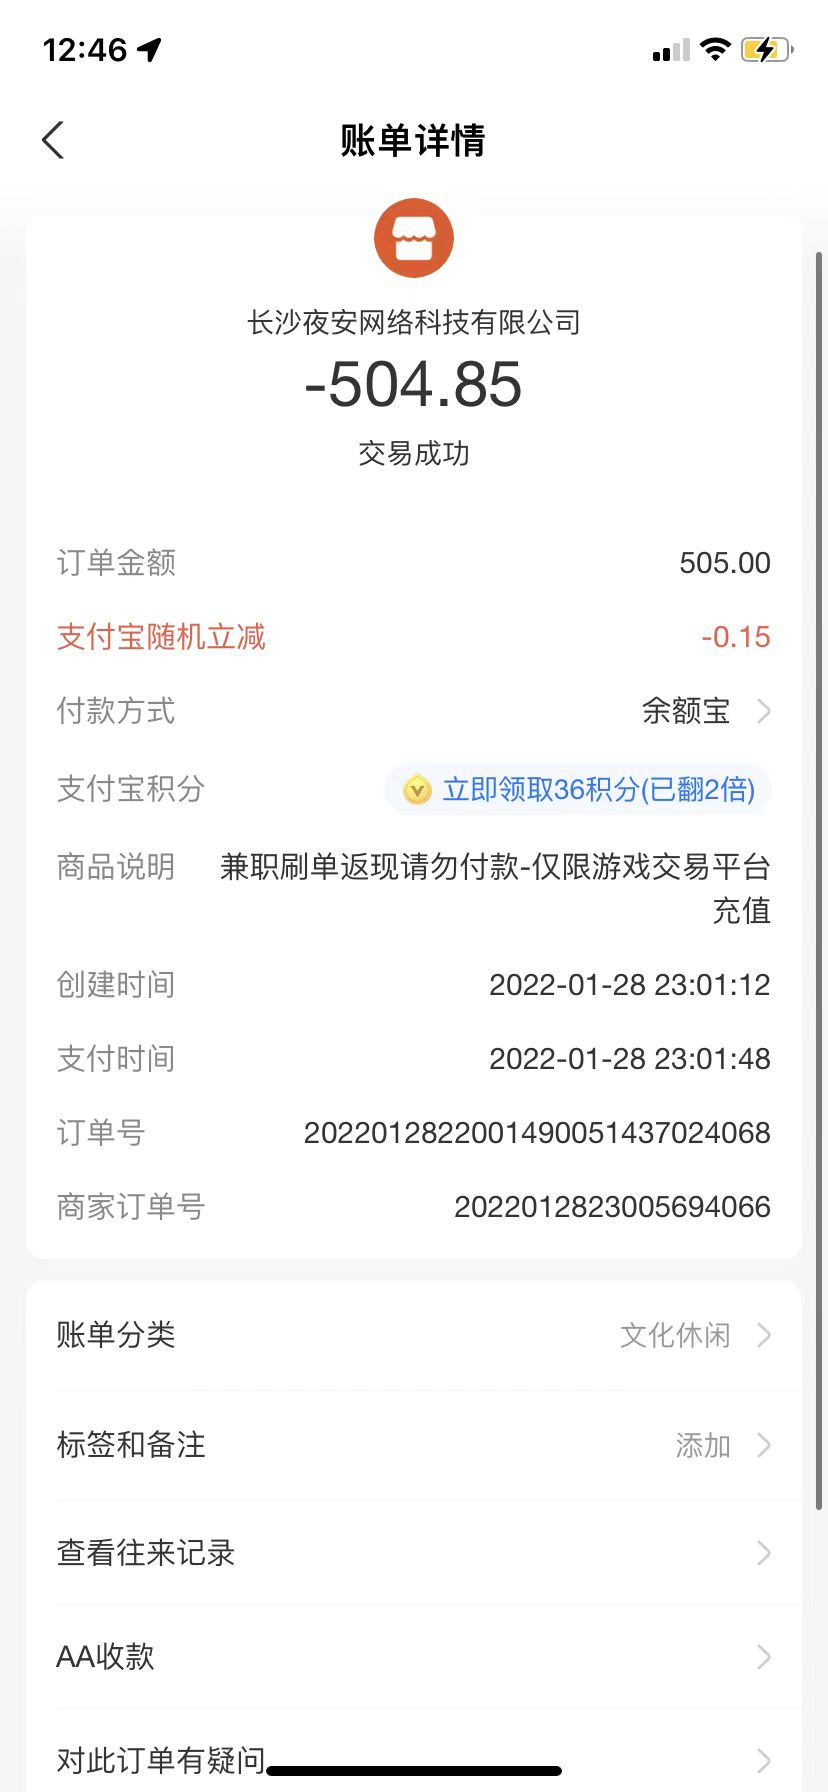 12:46
账单详情
长沙夜安网络科技有限公司
-504.85
交易成功
订单金额 505.00
支付宝随机立减 -0.15
付款方式 余额宝
支付宝积分 立即领取36积分(已翻2倍)
商品说明 兼职刷单返现请勿付款-仅限游戏交易平台
充值
创建时间 2022-01-28 23:01:12
支付时间 2022-01-28 23:01:48
订单号 2022012822001490051437024068
商家订单号 2022012823005694066
账单分类 文化休闲
标签和备注 添加
查看往来记录
AA收款
对此订单有疑问